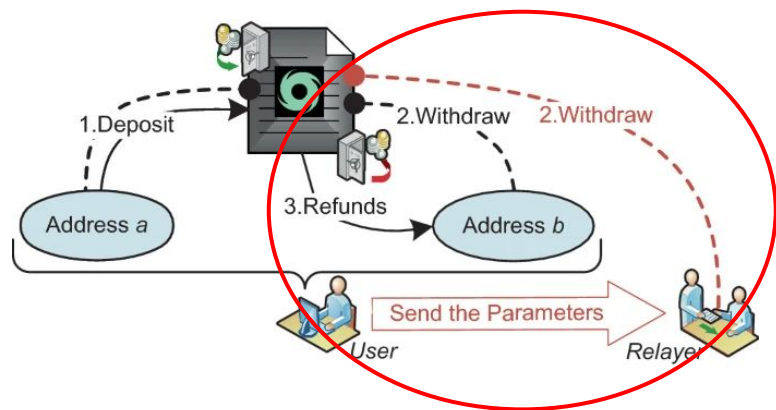 1.Deposit
2.Withdraw
2.Withdraw
3.Refunds
Address a
Address b
Send the Parameters
User
Relayer